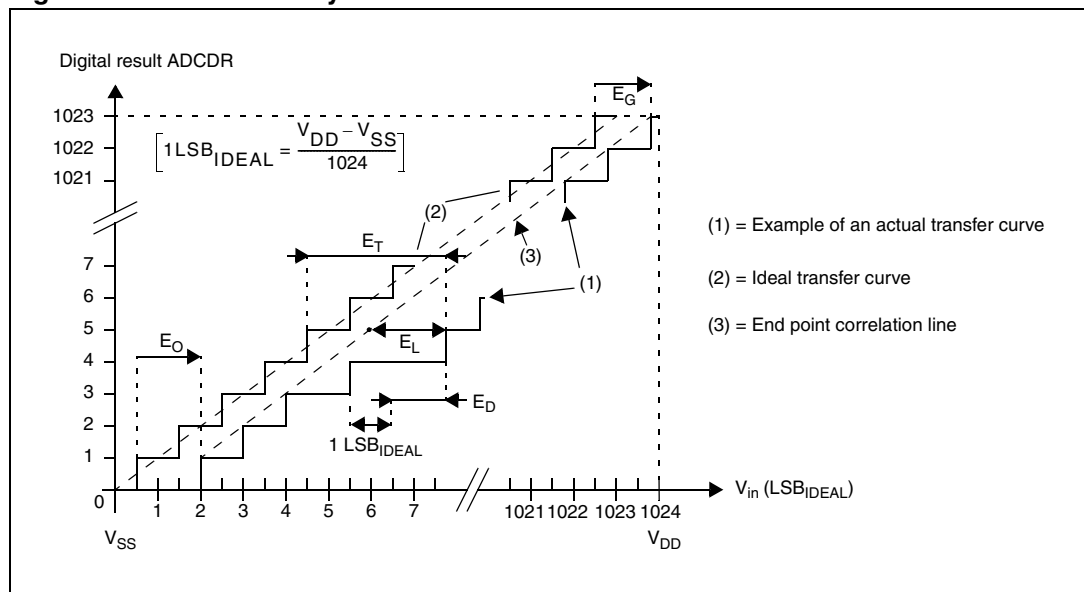 Digital result ADCDR
E_G
1023
1022
1021
[1LSB_IDEAL = (V_DD − V_SS) / 1024]
(2)
E_T
(3)
(1)
(1) = Example of an actual transfer curve
(2) = Ideal transfer curve
(3) = End point correlation line
7
6
5
4
3
2
1
0
E_O
E_L
E_D
1 LSB_IDEAL
1 2 3 4 5 6 7 1021 1022 1023 1024
V_in (LSB_IDEAL)
V_SS
V_DD